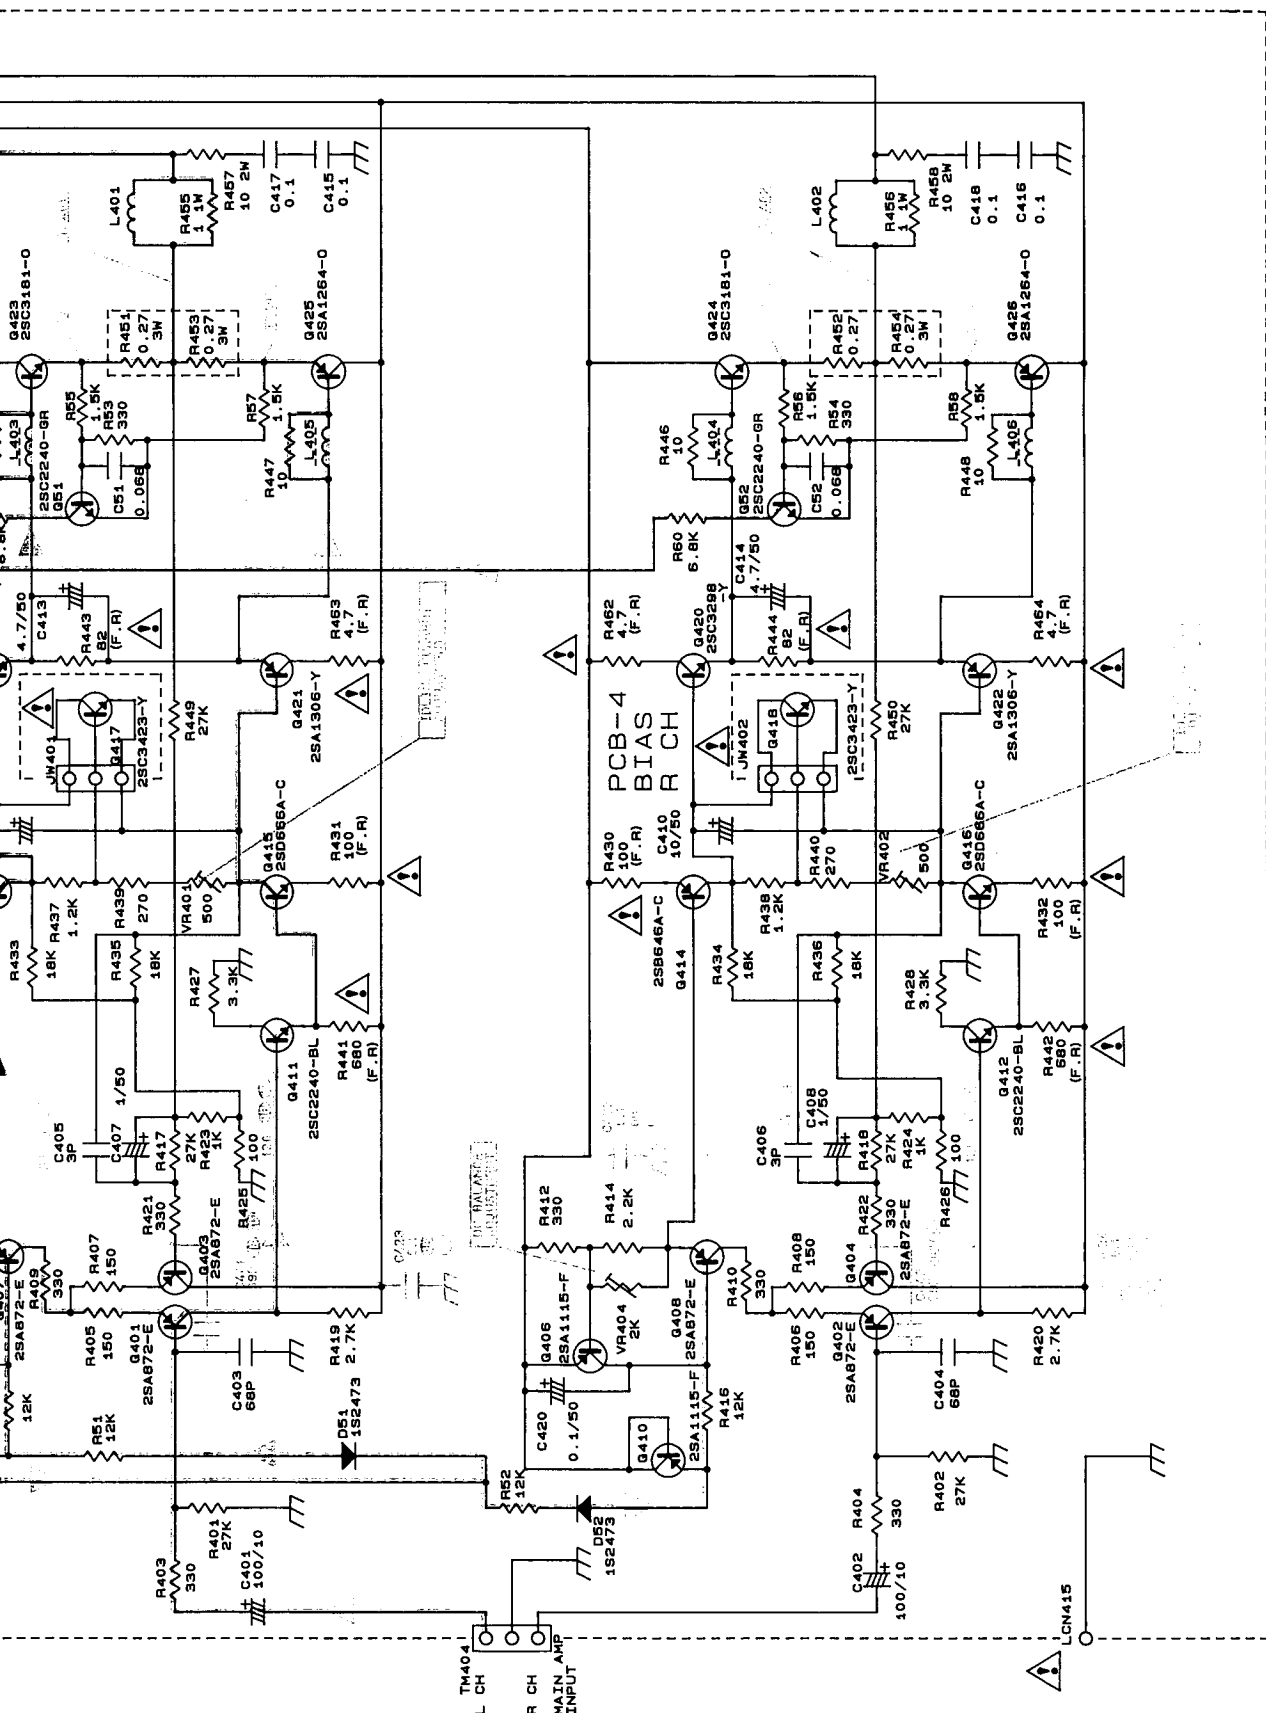 L401
R455
1 1W
R457
10 2W
C417
0.1
C415
0.1
L402
R456
1 1W
R458
10 2W
C418
0.1
C416
0.1
Q423
2SC3181-O
R451
0.27
3W
R453
0.27
3W
Q425
2SA1264-O
Q424
2SC3181-O
R452
0.27
R454
0.27
3W
Q426
2SA1264-O
L403
R55
1.5K
R53
330
R57
1.5K
L405
R447
10
2SC2240-GR
Q51
C51
0.068
R446
10
L404
Q52
2SC2240-GR
R56
1.5K
R54
330
C52
0.068
R58
1.5K
L406
R448
10
R60
6.8K
4.7/50
C413
R443
82
(F.R)
R463
4.7
(F.R)
R462
4.7
(F.R)
Q420
2SC3298
-Y
C414
4.7/50
R444
82
(F.R)
R464
4.7
(F.R)
JW401
Q417
2SC3423-Y
R449
27K
Q421
2SA1306-Y
PCB-4
BIAS
R CH
JW402
Q418
2SC3423-Y
R450
27K
Q422
2SA1306-Y
R433
18K
R437
1.2K
R439
270
R435
18K
VR401
500
Q415
2SD666A-C
R431
100
(F.R)
R430
100
(F.R)
C410
10/50
R440
270
VR402
500
Q416
2SD666A-C
2SB646A-C
Q414
R434
18K
R438
1.2K
R436
18K
R432
100
(F.R)
R427
3.3K
Q411
2SC2240-BL
R441
680
(F.R)
R428
3.3K
Q412
2SC2240-BL
R442
680
(F.R)
C405
3P
C407
1/50
R417
27K
R423
1K
R425
100
C406
3P
C408
1/50
R418
27K
R424
1K
R426
100
2SA872-E
R409
330
R407
150
R421
330
Q403
2SA872-E
R405
150
Q401
2SA872-E
R419
2.7K
C403
68P
R412
330
R414
2.2K
Q406
2SA1115-F
VR404
2K
Q408
2SA872-E
R410
330
R408
150
R422
330
Q404
2SA872-E
R406
150
Q402
2SA872-E
R420
2.7K
C404
68P
12K
R51
12K
D51
1S2473
C420
0.1/50
Q410
2SA1115-F
R416
12K
R52
12K
D52
1S2473
R401
27K
R403
330
C401
100/10
R404
330
R402
27K
C402
100/10
TM404
L CH
R CH
MAIN AMP
INPUT
LCN415